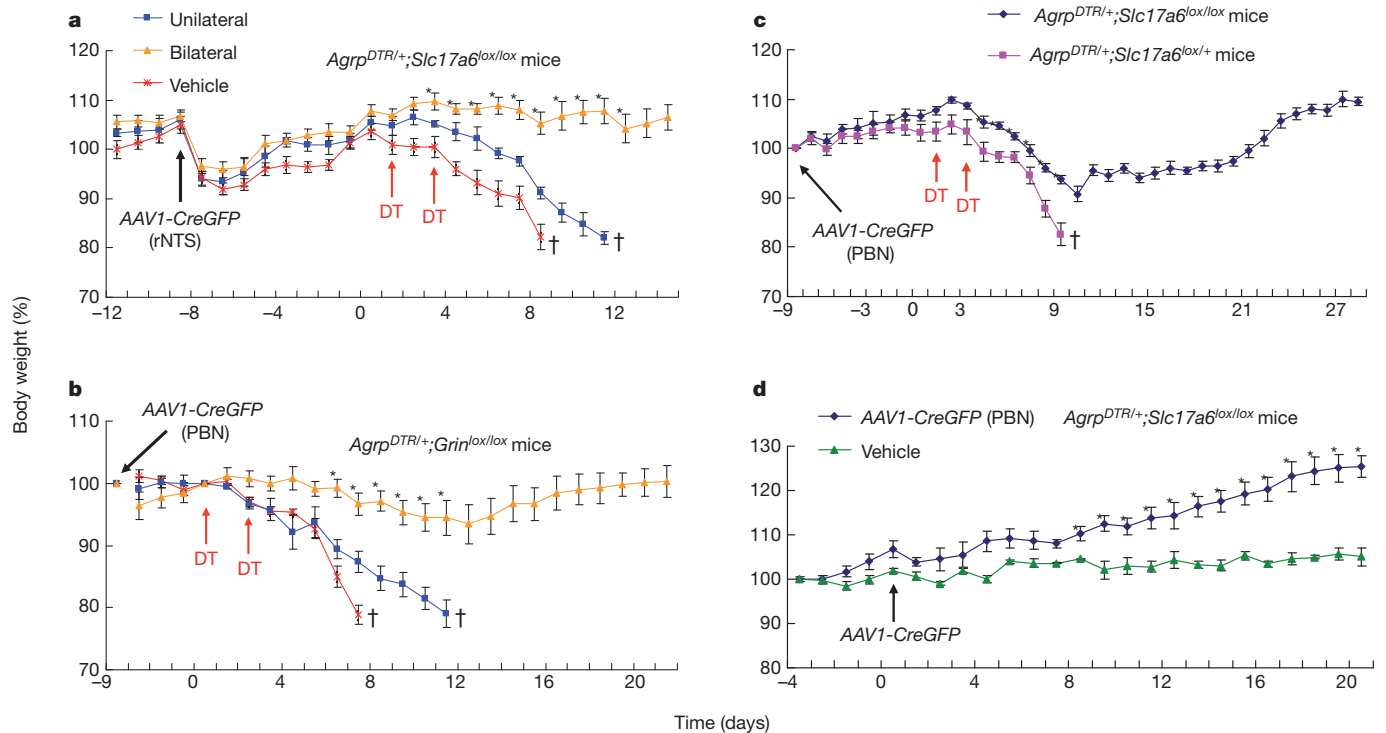 a
Unilateral
Bilateral
Vehicle
Agrp^DTR/+;Slc17a6^lox/lox mice
120
110
100
90
80
70
* * * * * * * * * * *
AAV1-CreGFP
(rNTS)
DT
DT
†
†
–12
–8
–4
0
4
8
12
b
AAV1-CreGFP
(PBN)
Agrp^DTR/+;Grin^lox/lox mice
110
100
90
80
70
* * * * * *
DT
DT
†
†
–9
0
4
8
12
16
20
c
Agrp^DTR/+;Slc17a6^lox/lox mice
Agrp^DTR/+;Slc17a6^lox/+ mice
120
110
100
90
80
70
DT
DT
AAV1-CreGFP
(PBN)
†
–9
–3
0
3
9
15
21
27
d
AAV1-CreGFP (PBN)
Vehicle
Agrp^DTR/+;Slc17a6^lox/lox mice
130
120
110
100
90
80
* * * * * * * * * * * * *
AAV1-CreGFP
–4
0
4
8
12
16
20
Body weight (%)
Time (days)